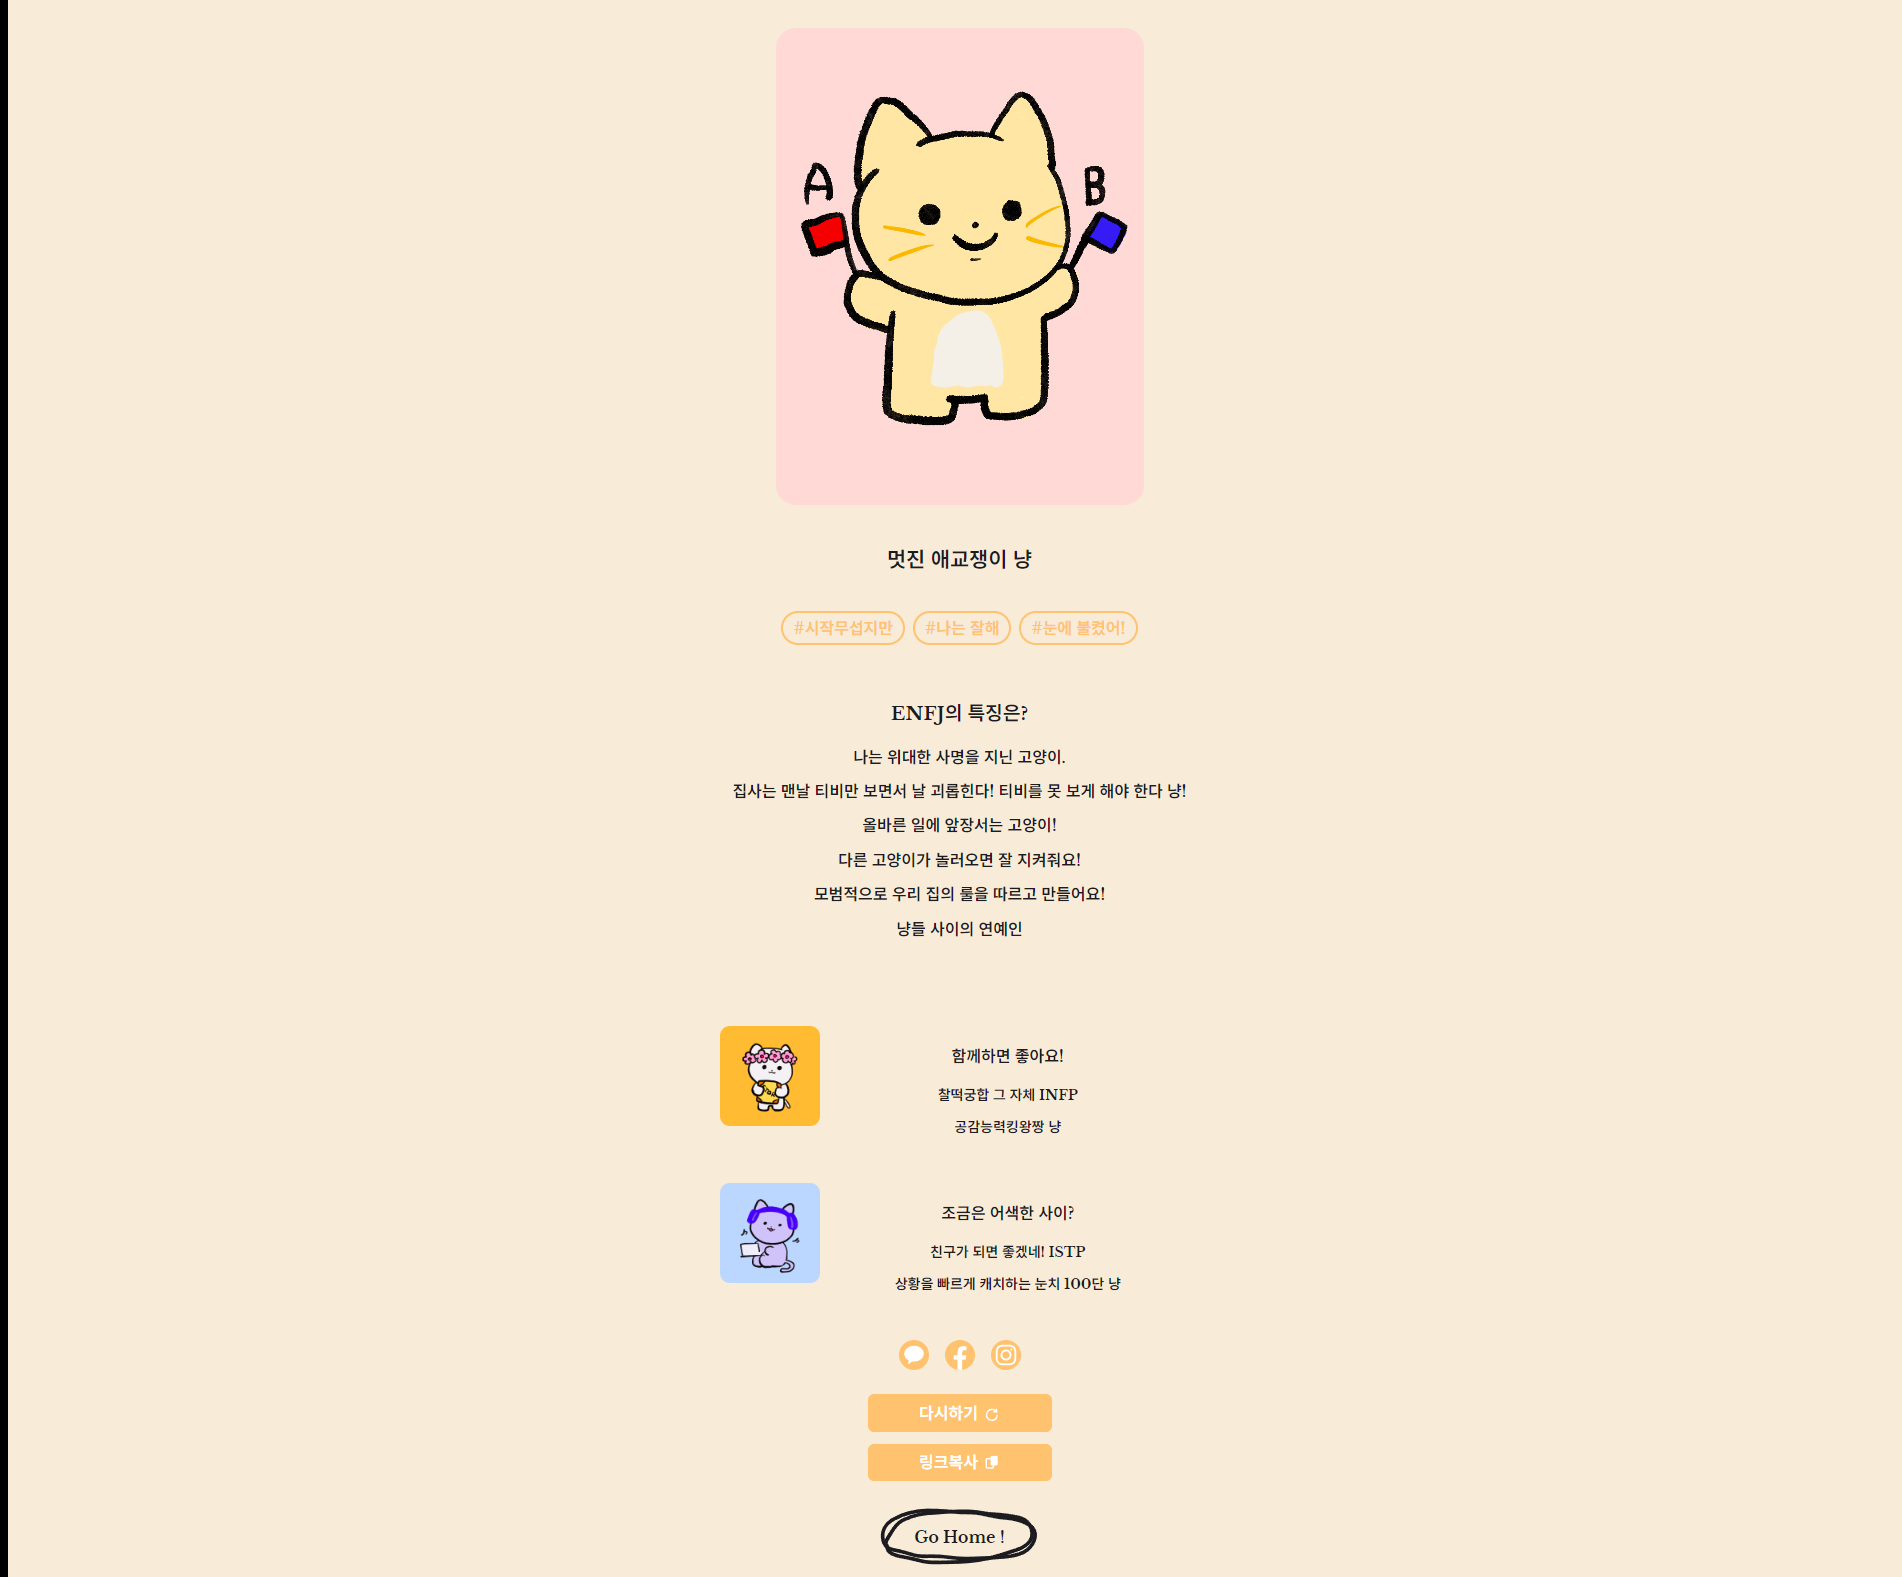 A
B
멋진 애교쟁이 냥
#시작무섭지만 #나는 잘해 #눈에 불켰어!
ENFJ의 특징은?
나는 위대한 사명을 지닌 고양이.
집사는 맨날 티비만 보면서 날 괴롭힌다! 티비를 못 보게 해야 한다 냥!
올바른 일에 앞장서는 고양이!
다른 고양이가 놀러오면 잘 지켜줘요!
모범적으로 우리 집의 룰을 따르고 만들어요!
냥들 사이의 연예인
함께하면 좋아요!
찰떡궁합 그 자체 INFP
공감능력킹왕짱 냥
조금은 어색한 사이?
친구가 되면 좋겠네! ISTP
상황을 빠르게 캐치하는 눈치 100단 냥
다시하기
링크복사
Go Home !